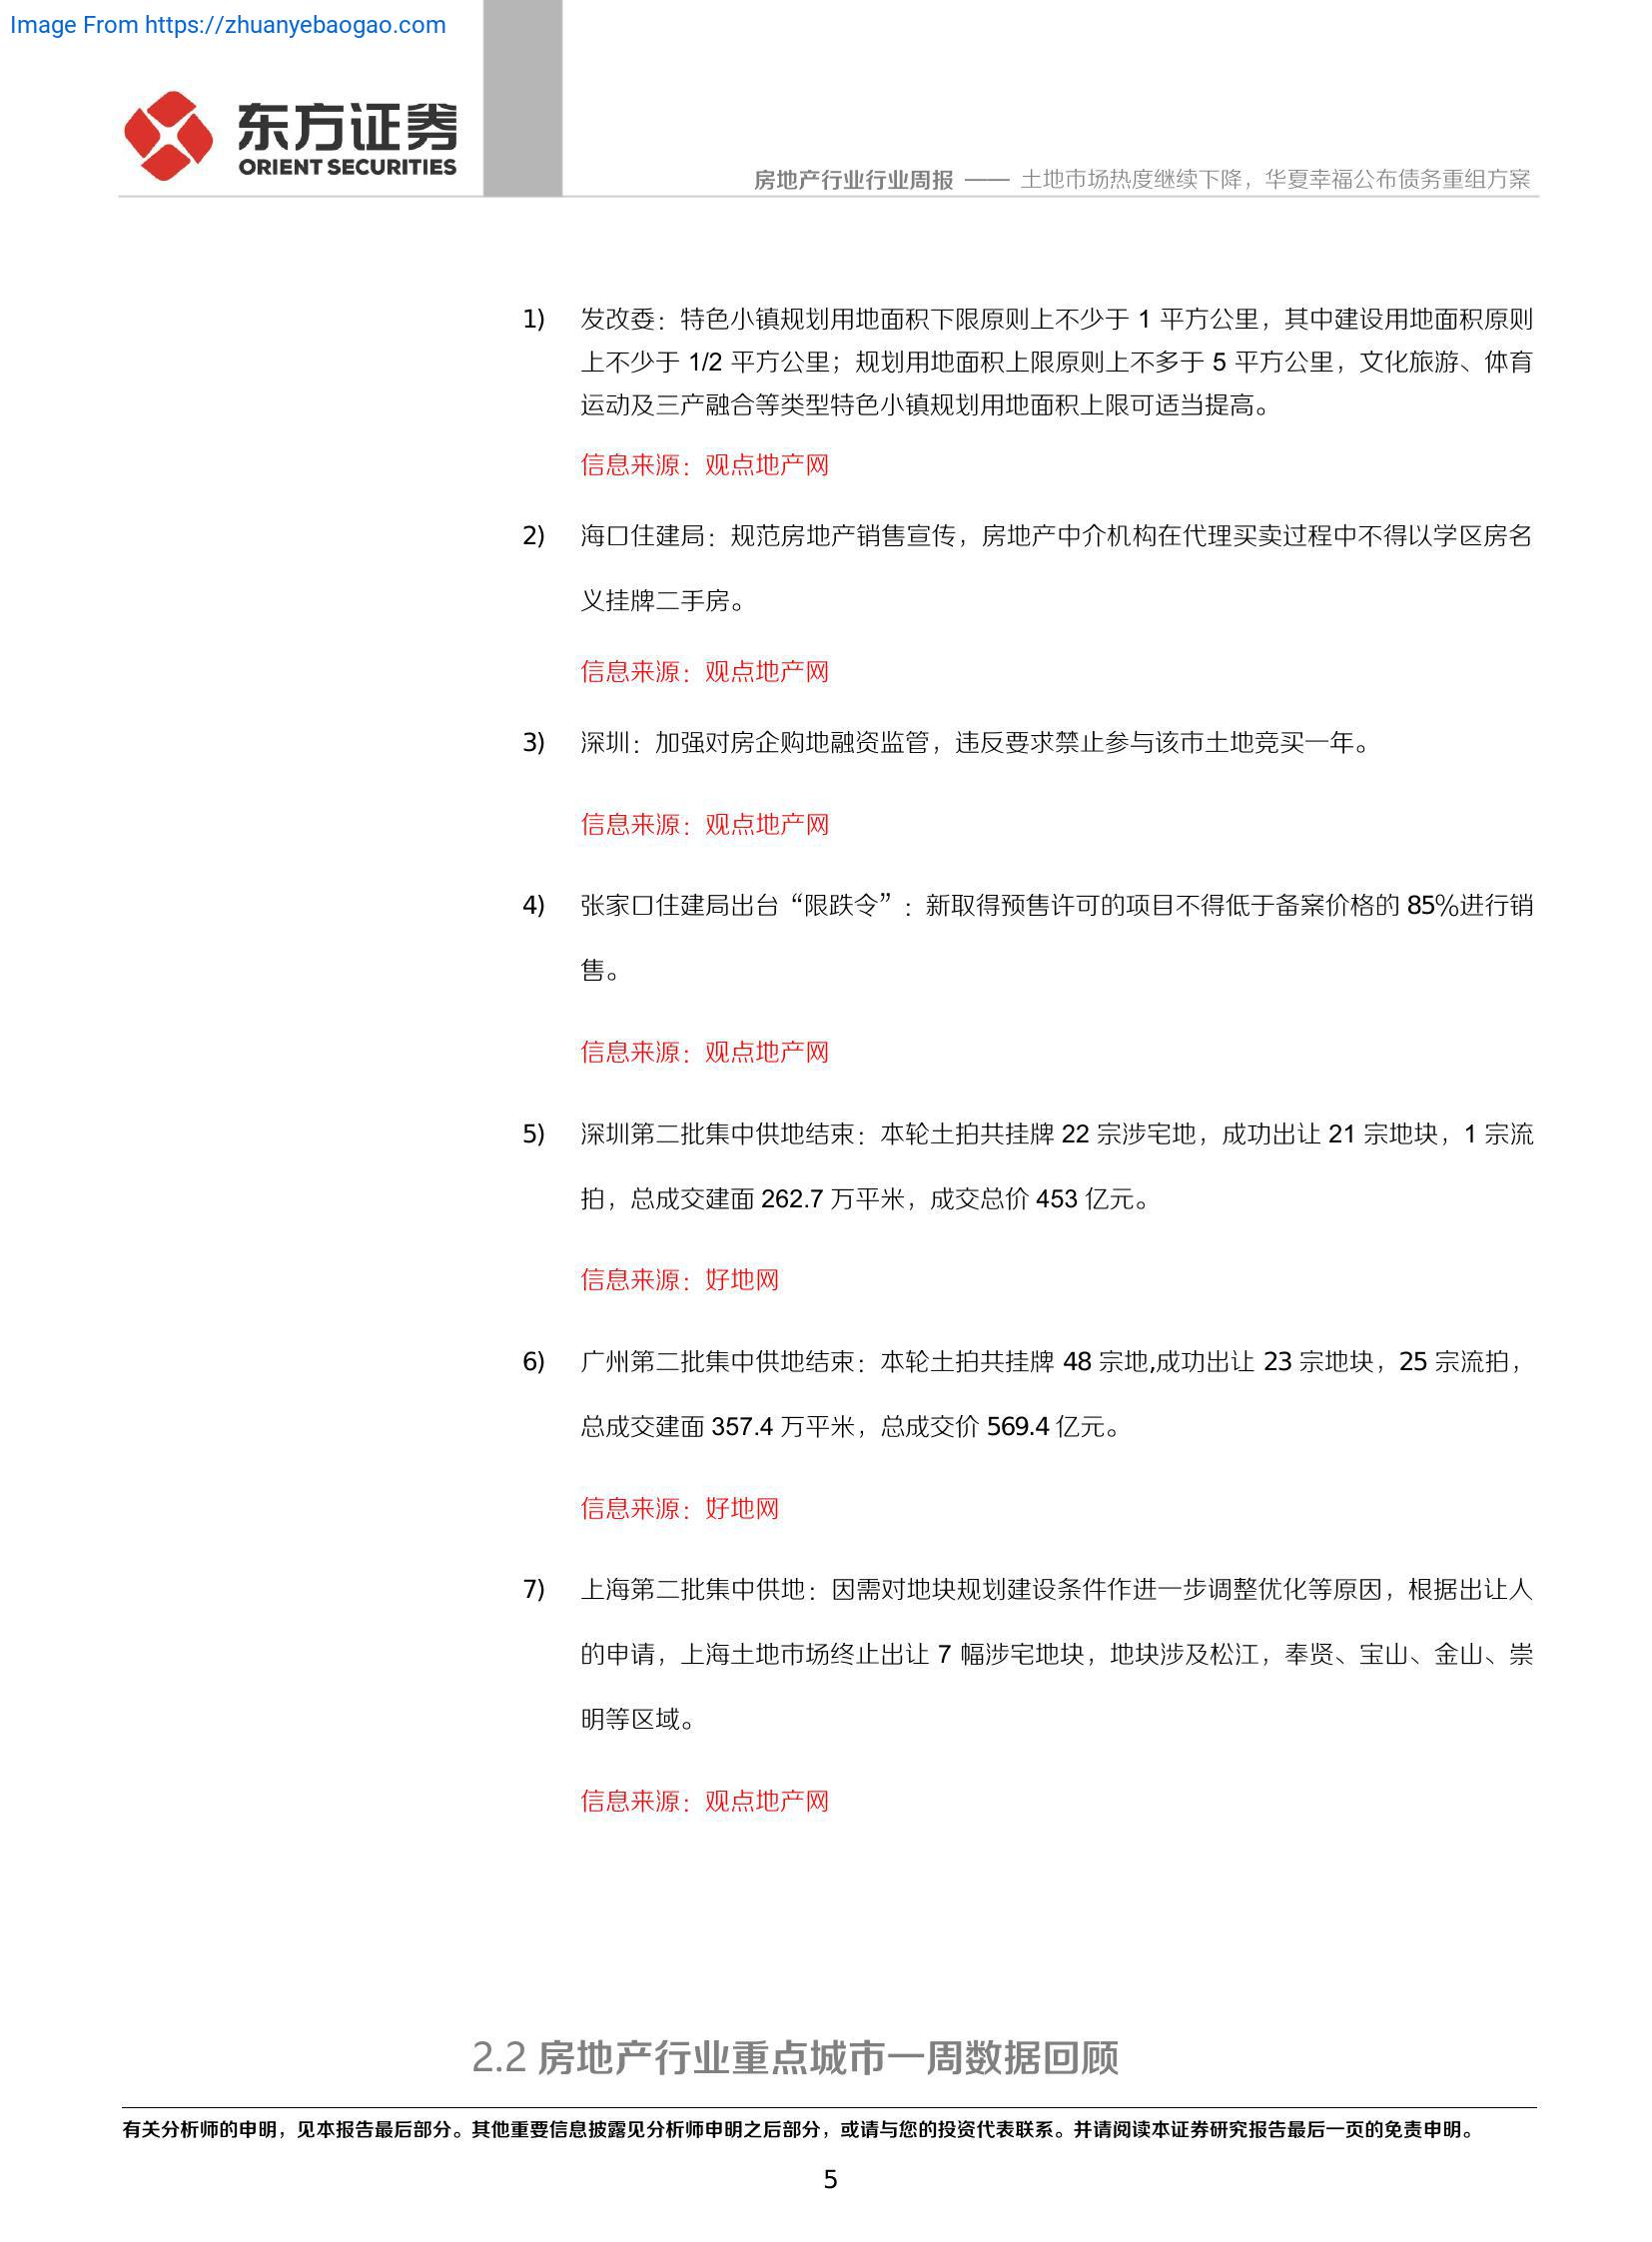 Image From https://zhuanyebaogao.com
东方证券
ORIENT SECURITIES
房地产行业行业周报 —— 土地市场热度继续下降，华夏幸福公布债务重组方案
1) 发改委：特色小镇规划用地面积下限原则上不少于 1 平方公里，其中建设用地面积原则
上不少于 1/2 平方公里；规划用地面积上限原则上不多于 5 平方公里，文化旅游、体育
运动及三产融合等类型特色小镇规划用地面积上限可适当提高。
信息来源：观点地产网
2) 海口住建局：规范房地产销售宣传，房地产中介机构在代理买卖过程中不得以学区房名
义挂牌二手房。
信息来源：观点地产网
3) 深圳：加强对房企购地融资监管，违反要求禁止参与该市土地竞买一年。
信息来源：观点地产网
4) 张家口住建局出台“限跌令”：新取得预售许可的项目不得低于备案价格的 85%进行销
售。
信息来源：观点地产网
5) 深圳第二批集中供地结束：本轮土拍共挂牌 22 宗涉宅地，成功出让 21 宗地块，1 宗流
拍，总成交建面 262.7 万平米，成交总价 453 亿元。
信息来源：好地网
6) 广州第二批集中供地结束：本轮土拍共挂牌 48 宗地,成功出让 23 宗地块，25 宗流拍，
总成交建面 357.4 万平米，总成交价 569.4 亿元。
信息来源：好地网
7) 上海第二批集中供地：因需对地块规划建设条件作进一步调整优化等原因，根据出让人
的申请，上海土地市场终止出让 7 幅涉宅地块，地块涉及松江，奉贤、宝山、金山、崇
明等区域。
信息来源：观点地产网
2.2 房地产行业重点城市一周数据回顾
有关分析师的申明，见本报告最后部分。其他重要信息披露见分析师申明之后部分，或请与您的投资代表联系。并请阅读本证券研究报告最后一页的免责申明。
5